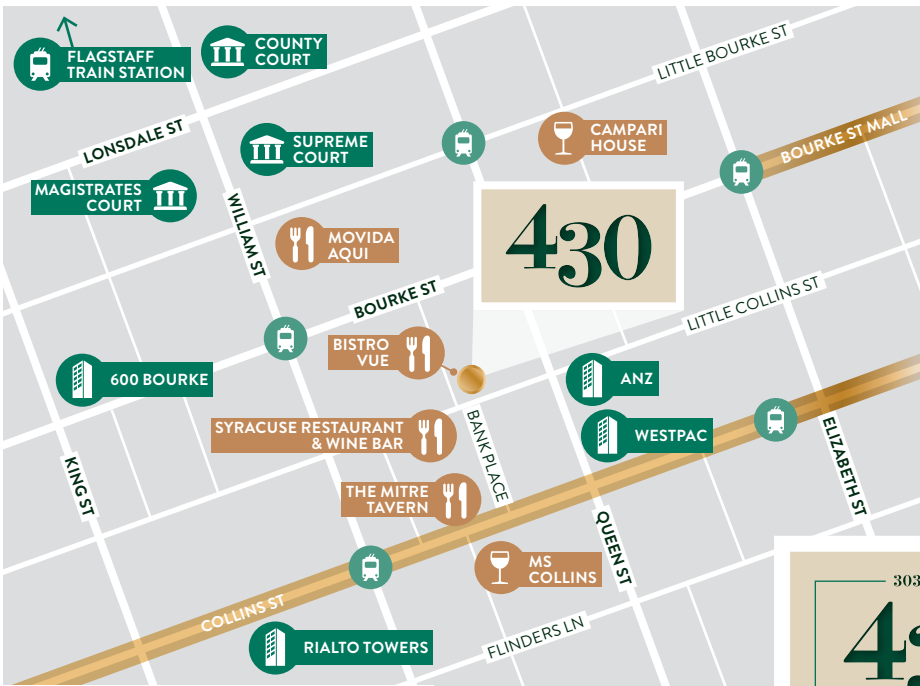 FLAGSTAFF
TRAIN STATION
COUNTY
COURT
LITTLE BOURKE ST
LONSDALE ST
SUPREME
COURT
CAMPARI
HOUSE
BOURKE ST MALL
MAGISTRATES
COURT
WILLIAM ST
MOVIDA
AQUI
430
BOURKE ST
LITTLE COLLINS ST
BISTRO
VUE
600 BOURKE
ANZ
SYRACUSE RESTAURANT
& WINE BAR
BANK PLACE
WESTPAC
ELIZABETH ST
KING ST
THE MITRE
TAVERN
QUEEN ST
MS
COLLINS
COLLINS ST
FLINDERS LN
RIALTO TOWERS
303